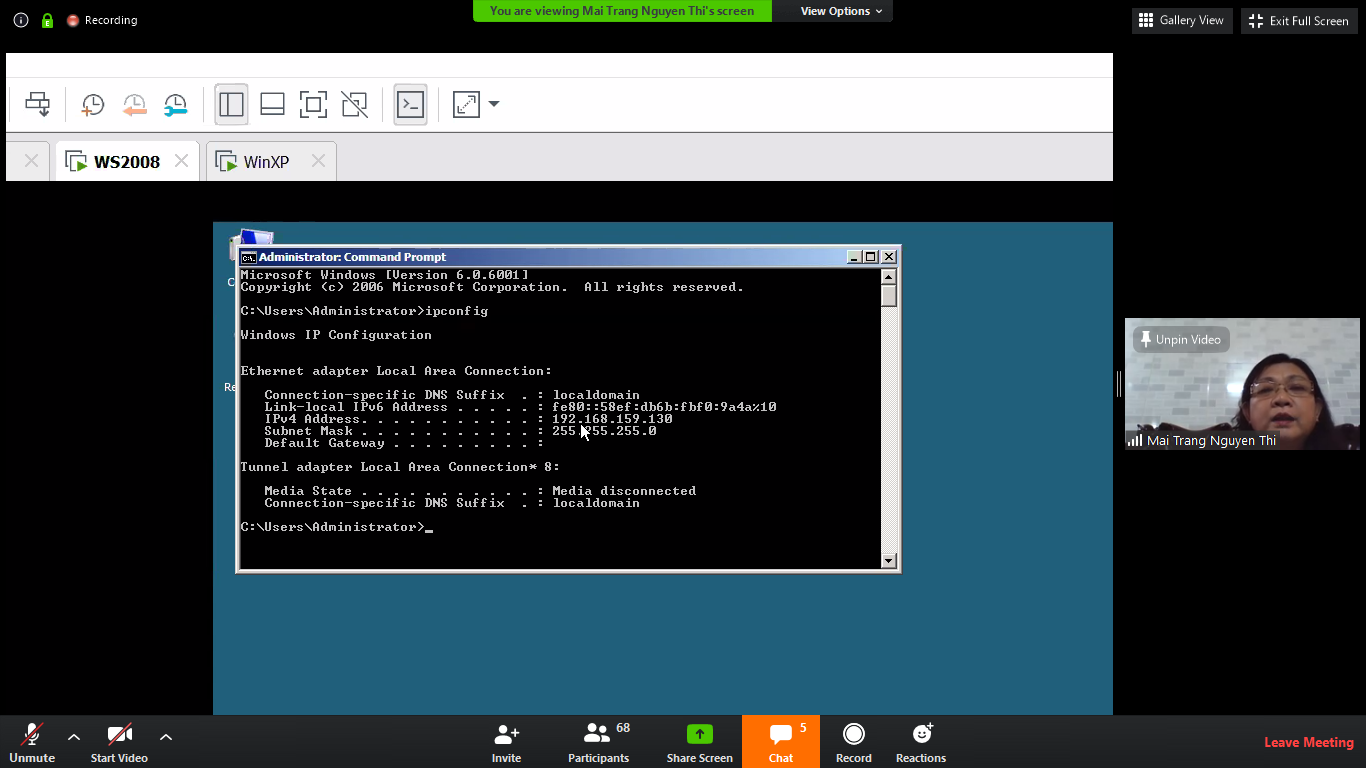 Recording
You are viewing Mai Trang Nguyen Thi's screen
View Options
Gallery View
Exit Full Screen
WS2008
WinXP
Administrator: Command Prompt
Microsoft Windows [Version 6.0.6001]
Copyright (c) 2006 Microsoft Corporation.  All rights reserved.
C:\Users\Administrator>ipconfig
Windows IP Configuration
Ethernet adapter Local Area Connection:
Connection-specific DNS Suffix  . : localdomain
Link-local IPv6 Address . . . . . : fe80::58ef:db6b:fbf0:9a4a%10
IPv4 Address. . . . . . . . . . . : 192.168.159.130
Subnet Mask . . . . . . . . . . . : 255.255.255.0
Default Gateway . . . . . . . . . :
Tunnel adapter Local Area Connection* 8:
Media State . . . . . . . . . . . : Media disconnected
Connection-specific DNS Suffix  . : localdomain
C:\Users\Administrator>_
Unpin Video
Mai Trang Nguyen Thi
Unmute
Start Video
Invite
68
Participants
Share Screen
5
Chat
Record
Reactions
Leave Meeting